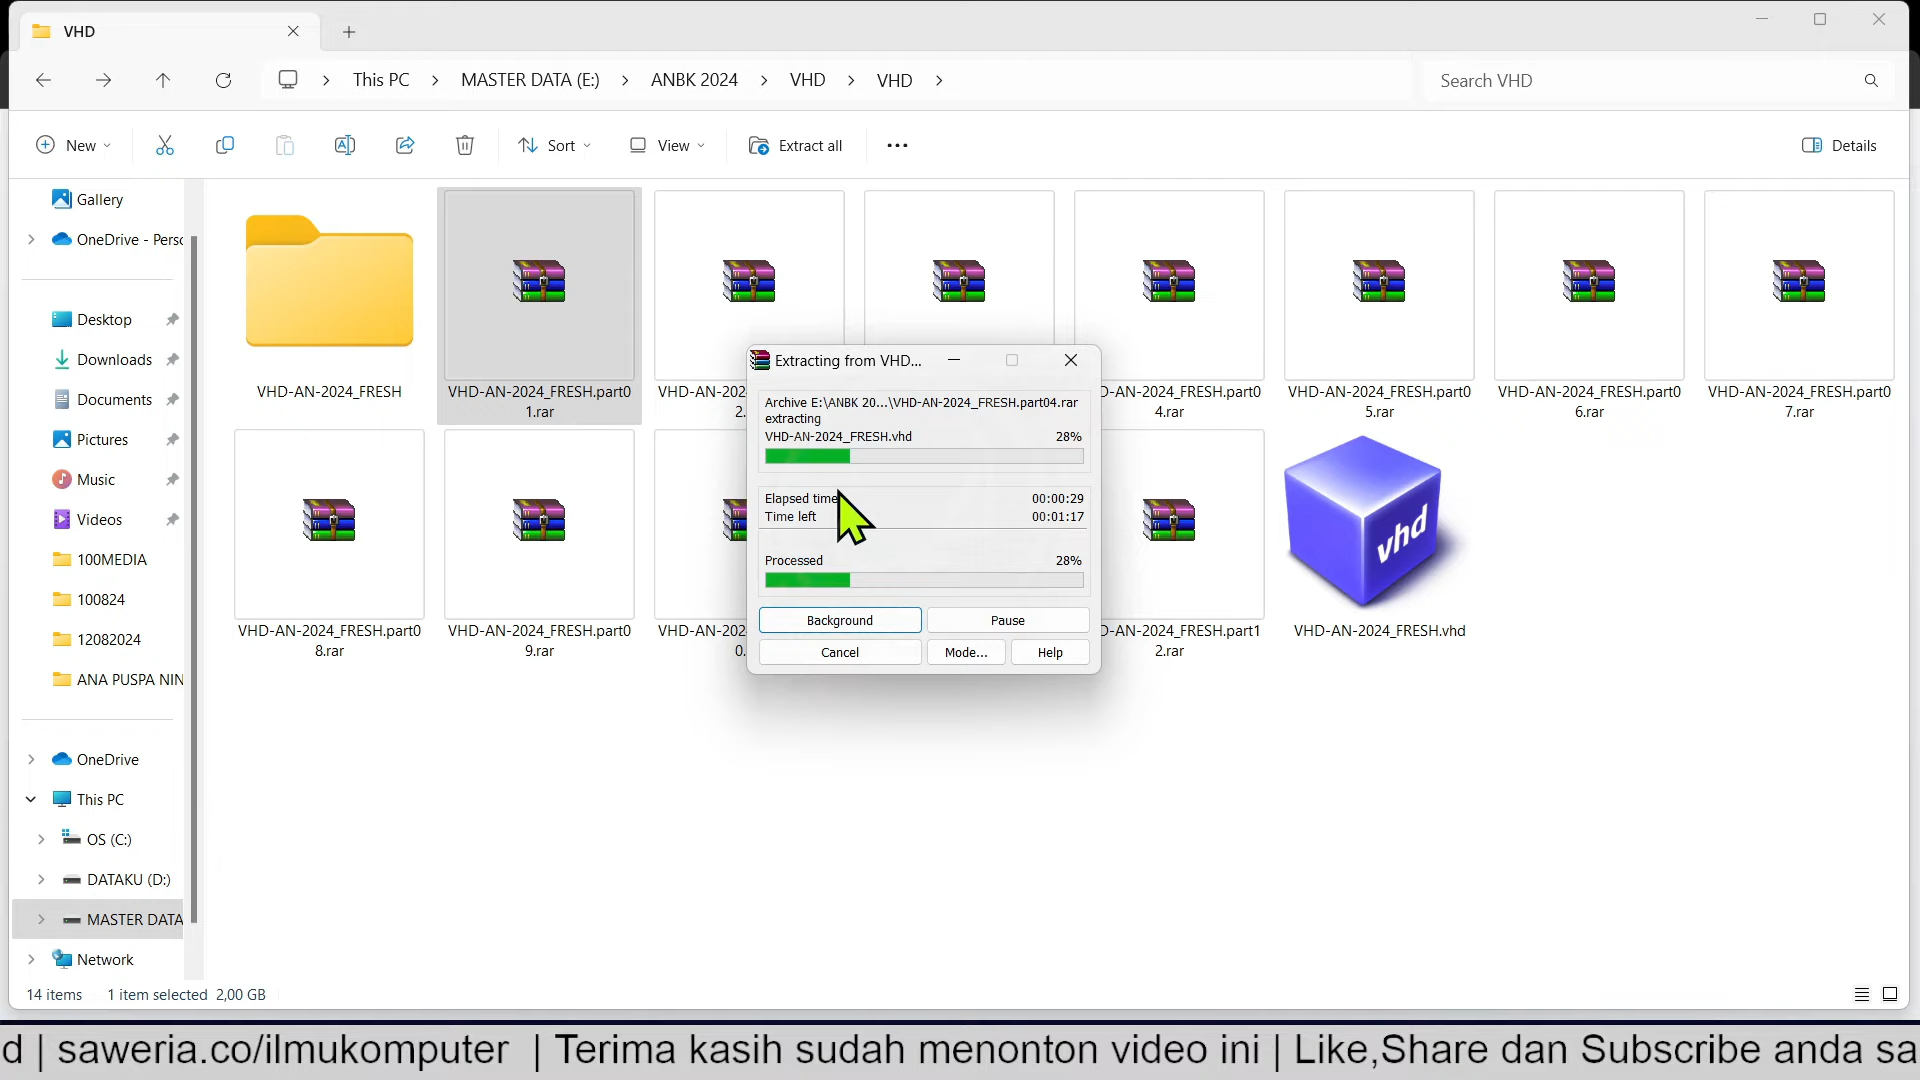 VHD
This PC
MASTER DATA (E:)
ANBK 2024
VHD
VHD
Search VHD
New
Sort
View
Extract all
Details
Gallery
OneDrive - Pers
Desktop
Downloads
Documents
Pictures
Music
Videos
100MEDIA
100824
12082024
ANA PUSPA NIN
OneDrive
This PC
OS (C:)
DATAKU (D:)
MASTER DATA
Network
VHD-AN-2024_FRESH
VHD-AN-2024_FRESH.part0
1.rar
VHD-AN-202
2.
D-AN-2024_FRESH.part0
4.rar
VHD-AN-2024_FRESH.part0
5.rar
VHD-AN-2024_FRESH.part0
6.rar
VHD-AN-2024_FRESH.part0
7.rar
VHD-AN-2024_FRESH.part0
8.rar
VHD-AN-2024_FRESH.part0
9.rar
VHD-AN-202
0.
D-AN-2024_FRESH.part1
2.rar
vhd
VHD-AN-2024_FRESH.vhd
Extracting from VHD...
Archive E:\ANBK 20...\VHD-AN-2024_FRESH.part04.rar
extracting
VHD-AN-2024_FRESH.vhd 28%
Elapsed time 00:00:29
Time left 00:01:17
Processed 28%
Background
Pause
Cancel
Mode...
Help
14 items 1 item selected 2,00 GB
d | saweria.co/ilmukomputer | Terima kasih sudah menonton video ini | Like,Share dan Subscribe anda sa